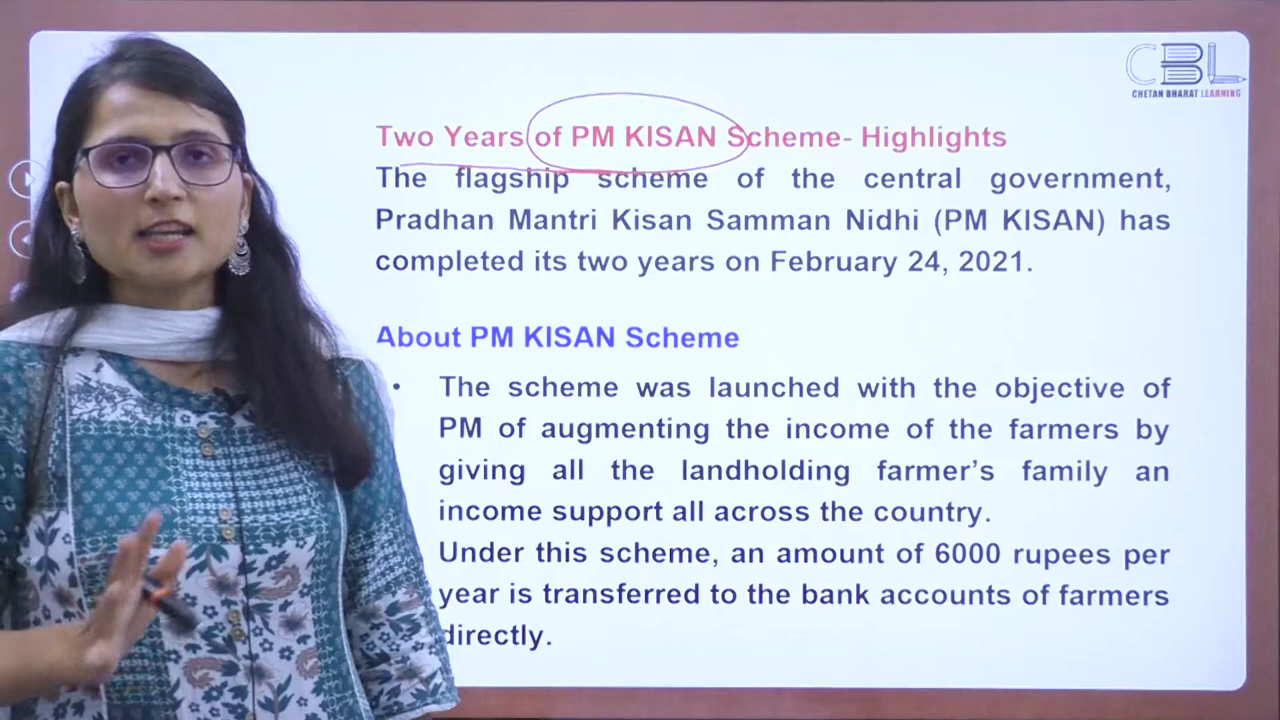 CBL
CHETAN BHARAT LEARNING
Two Years of PM KISAN Scheme- Highlights
The flagship scheme of the central government,
Pradhan Mantri Kisan Samman Nidhi (PM KISAN) has
completed its two years on February 24, 2021.
About PM KISAN Scheme
• The scheme was launched with the objective of
PM of augmenting the income of the farmers by
giving all the landholding farmer's family an
income support all across the country.
Under this scheme, an amount of 6000 rupees per
year is transferred to the bank accounts of farmers
directly.